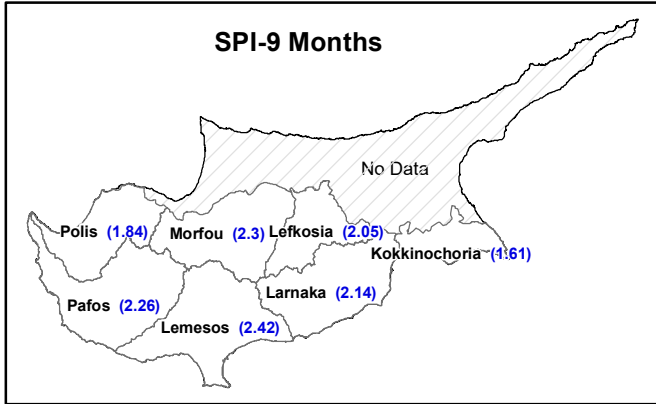 SPI-9 Months
No Data
Polis (1.84)
Morfou (2.3)
Lefkosia (2.05)
Kokkinochoria (1.61)
Pafos (2.26)
Larnaka (2.14)
Lemesos (2.42)